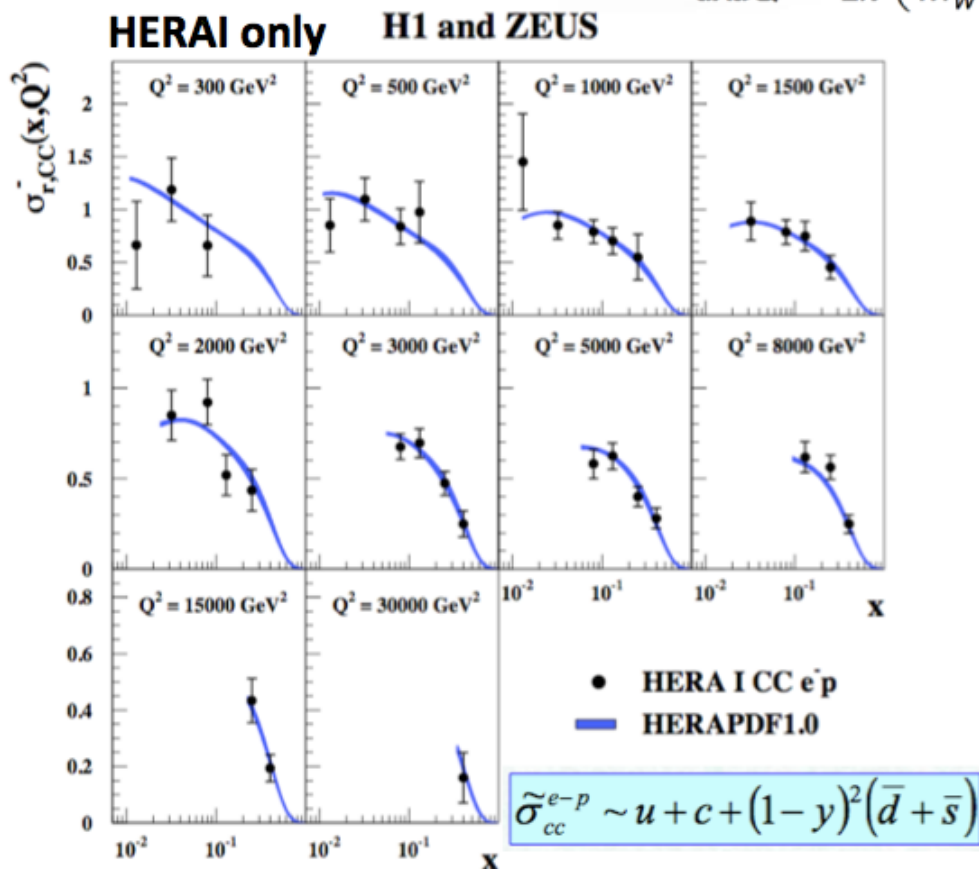 HERAI only H1 and ZEUS
σ⁻r,CC(x,Q²)
Q² = 300 GeV² Q² = 500 GeV² Q² = 1000 GeV² Q² = 1500 GeV²
2
1.5
1
0.5
0
Q² = 2000 GeV² Q² = 3000 GeV² Q² = 5000 GeV² Q² = 8000 GeV²
1
0.5
0
10⁻² 10⁻¹ 10⁻² 10⁻¹
x
Q² = 15000 GeV² Q² = 30000 GeV²
0.8
0.6
0.4
0.2
0
10⁻² 10⁻¹ 10⁻² 10⁻¹ x
HERA I CC e⁻p
HERAPDF1.0
σ̃cc^e−p ~ u + c + (1 − y)²(d̄ + s̄)